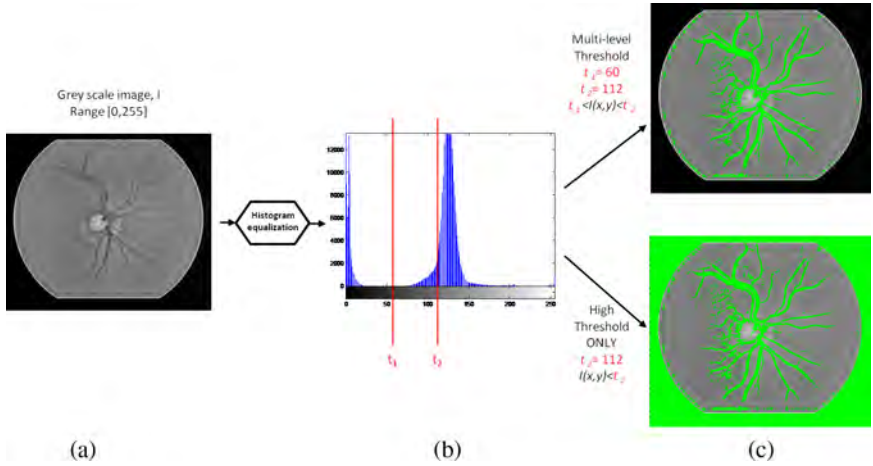 Grey scale image, I
Range [0,255]
Histogram
equalization
12000
10000
8000
6000
4000
2000
0
0
50
100
150
200
250
t1
t2
Multi-level
Threshold
t1= 60
t2= 112
t1 <I(x,y)<t2
High
Threshold
ONLY
t2= 112
I(x,y)<t2
(a)
(b)
(c)